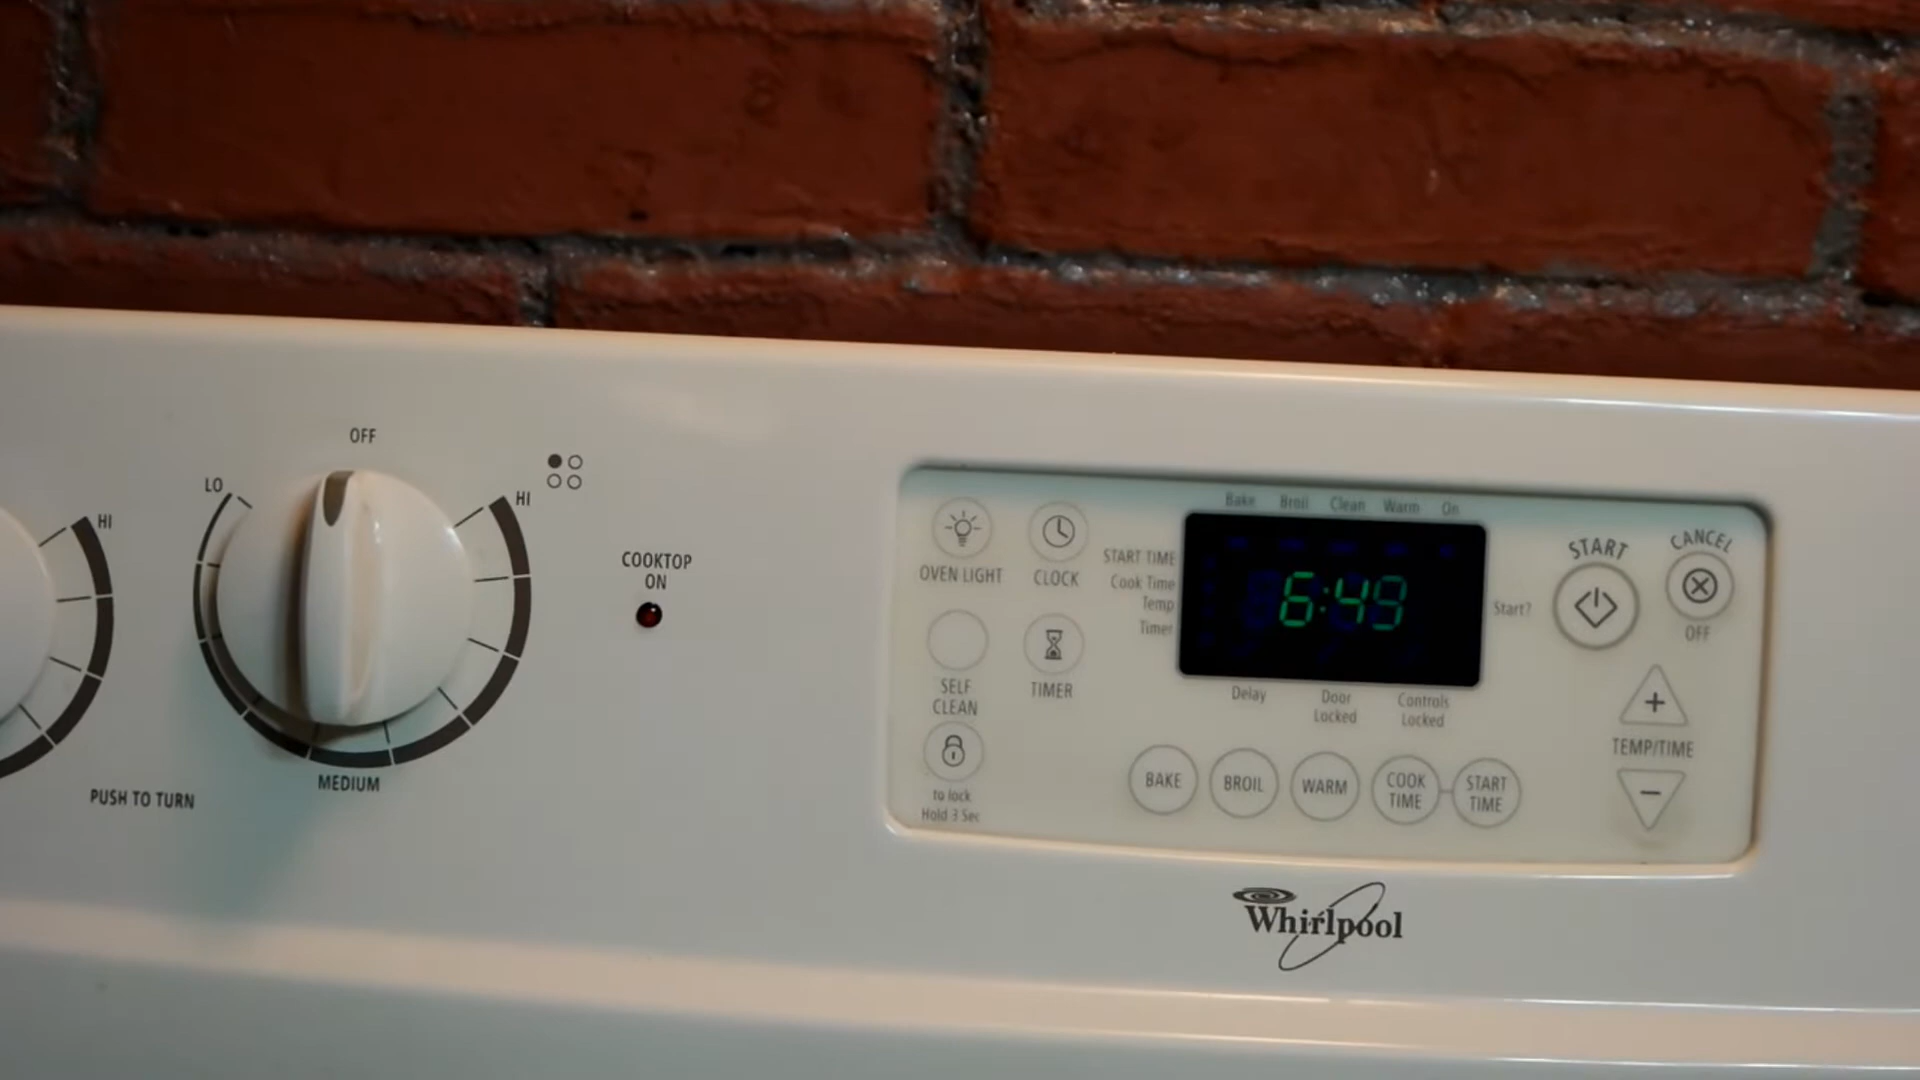 OFF
LO
HI
HI
MEDIUM
PUSH TO TURN
COOKTOP
ON
OVEN LIGHT
CLOCK
SELF
CLEAN
TIMER
to lock
Hold 3 Sec
Bake Broil Clean Warm On
START TIME
Cook Time
Temp
Timer
6:49
Start?
Delay
Door
Locked
Controls
Locked
BAKE
BROIL
WARM
COOK
TIME
START
TIME
START
CANCEL
OFF
TEMP/TIME
Whirlpool